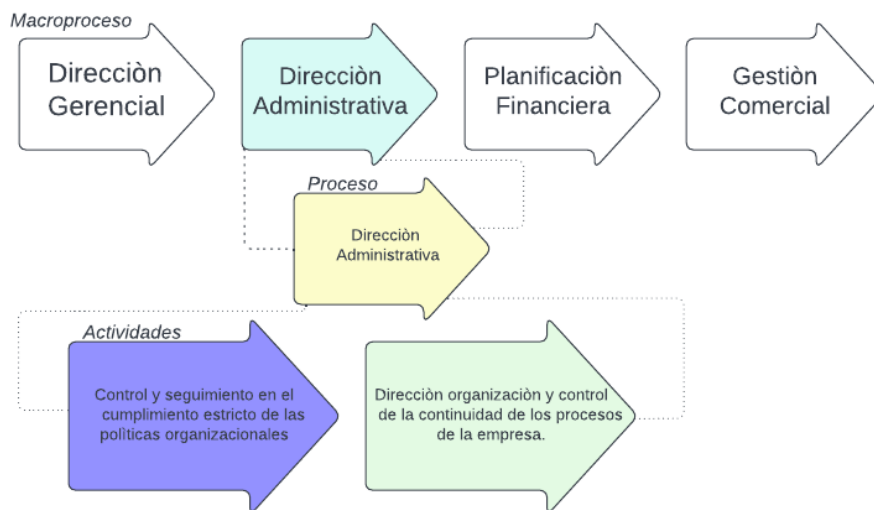 Macroproceso
Direcciòn
Gerencial
Direcciòn
Administrativa
Planificaciòn
Financiera
Gestiòn
Comercial
Proceso
Direcciòn
Administrativa
Actividades
Control y seguimiento en el
cumplimiento estricto de las
polìticas organizacionales
Direcciòn organizaciòn y control
de la continuidad de los procesos
de la empresa.